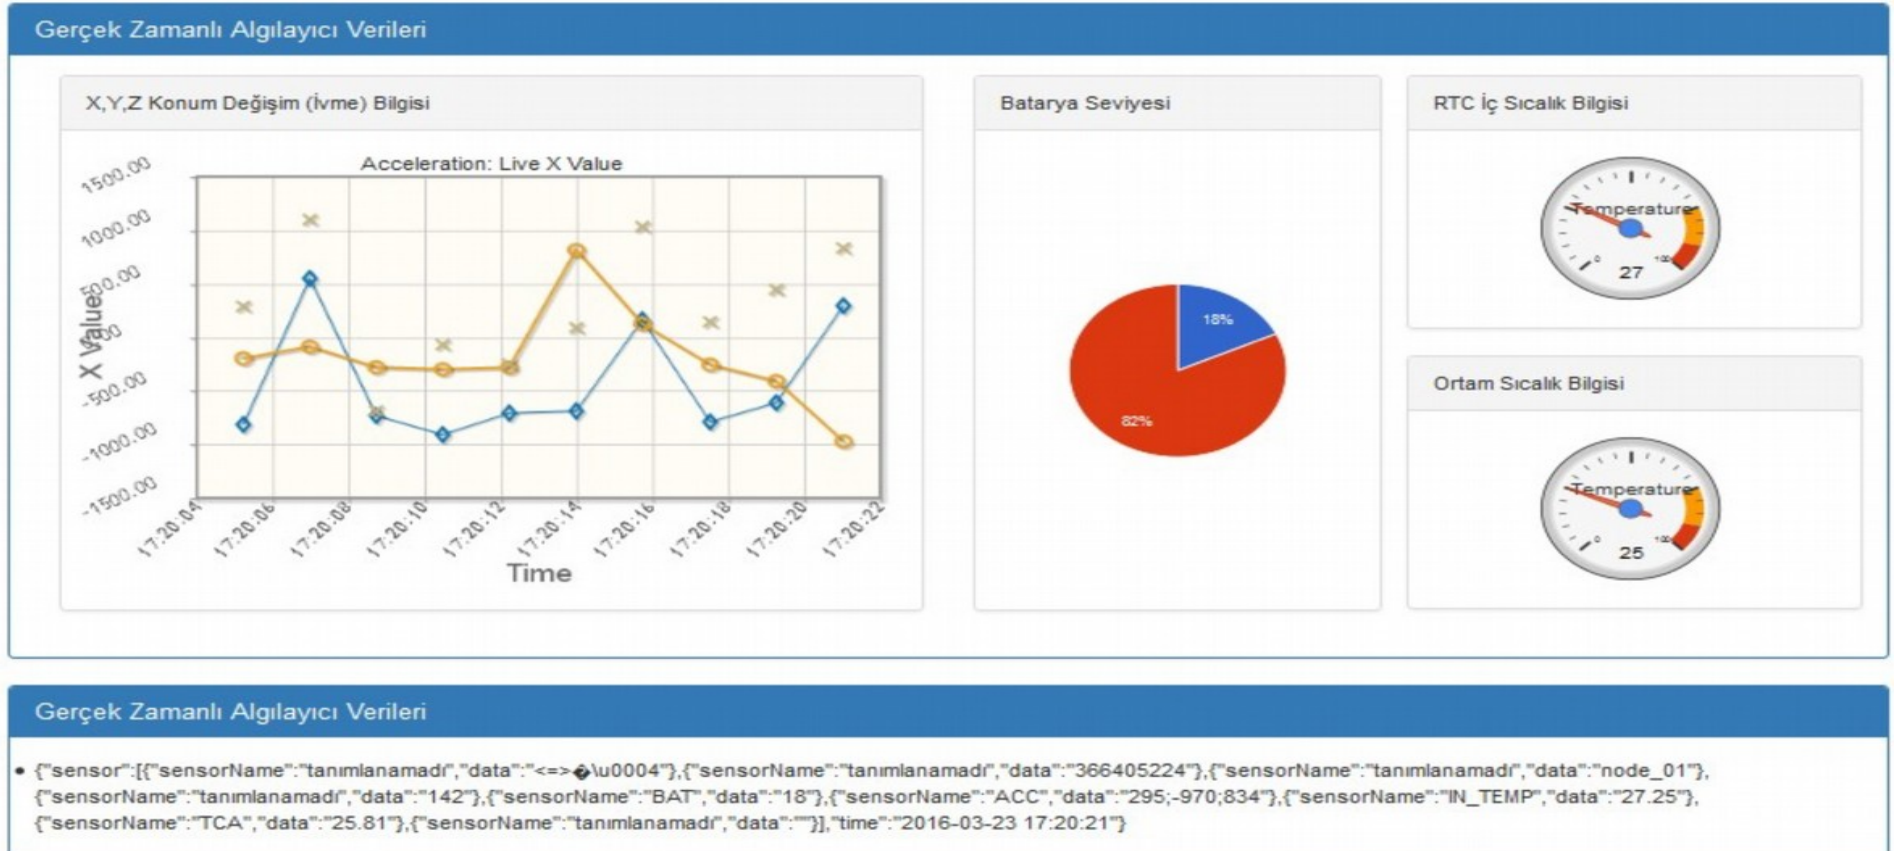 Gerçek Zamanlı Algılayıcı Verileri
X,Y,Z Konum Değişim (İvme) Bilgisi
Acceleration: Live X Value
1500.00
1000.00
500.00
-500.00
-1000.00
-1500.00
X Value
17:20:04
17:20:06
17:20:08
17:20:10
17:20:12
17:20:14
17:20:16
17:20:18
17:20:20
17:20:22
Time
Batarya Seviyesi
18%
82%
RTC İç Sıcalık Bilgisi
Temperature
0
100
27
Ortam Sıcalık Bilgisi
Temperature
0
100
25
Gerçek Zamanlı Algılayıcı Verileri
• {"sensor":[{"sensorName":"tanımlanamadı","data":"<=>�\u0004"},{"sensorName":"tanımlanamadı","data":"366405224"},{"sensorName":"tanımlanamadı","data":"node_01"},
{"sensorName":"tanımlanamadı","data":"142"},{"sensorName":"BAT","data":"18"},{"sensorName":"ACC","data":"295;-970;834"},{"sensorName":"IN_TEMP","data":"27.25"},
{"sensorName":"TCA","data":"25.81"},{"sensorName":"tanımlanamadı","data":""}],"time":"2016-03-23 17:20:21"}